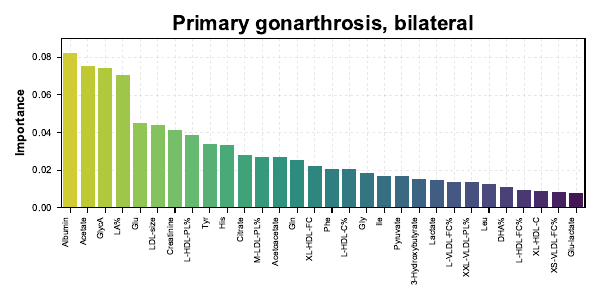 Primary gonarthrosis, bilateral
Importance
0.08
0.06
0.04
0.02
0.00
Albumin
Acetate
GlycA
LA%
Glu
LDL-size
Creatinine
L-HDL-PL%
Tyr
His
Citrate
M-LDL-PL%
Acetoacetate
Gln
XL-HDL-FC
Phe
L-HDL-C%
Gly
Ile
Pyruvate
3-Hydroxybutyrate
Lactate
L-VLDL-FC%
XXL-VLDL-PL%
Leu
DHA%
L-HDL-FC%
XL-HDL-C
XS-VLDL-FC%
Glu-lactate